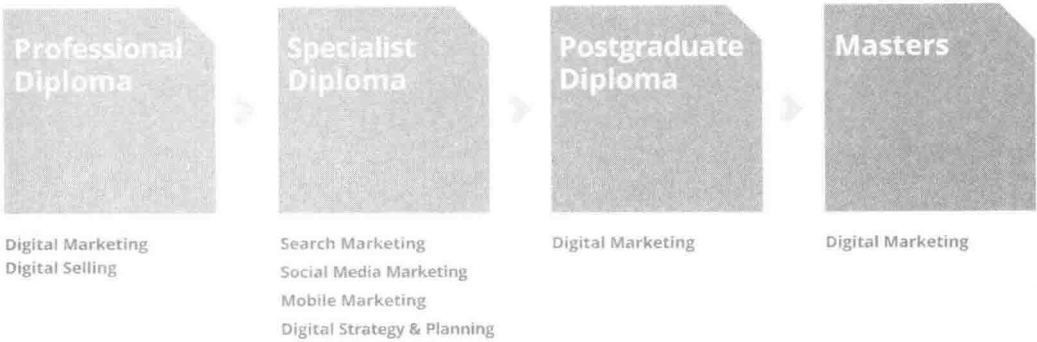 Professional
Diploma
Specialist
Diploma
Postgraduate
Diploma
Masters
Digital Marketing
Digital Selling
Search Marketing
Social Media Marketing
Mobile Marketing
Digital Strategy & Planning
Digital Marketing
Digital Marketing